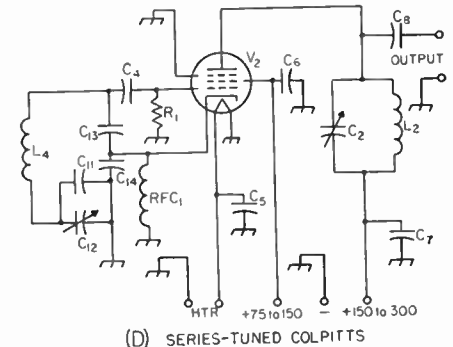 C8
OUTPUT
V2
C6
C4
R1
C13
C2
L2
L4
C11
C14
RFC1
C5
C12
C7
HTR
+75 to 150
−
+150 to 300
(D) SERIES-TUNED COLPITTS